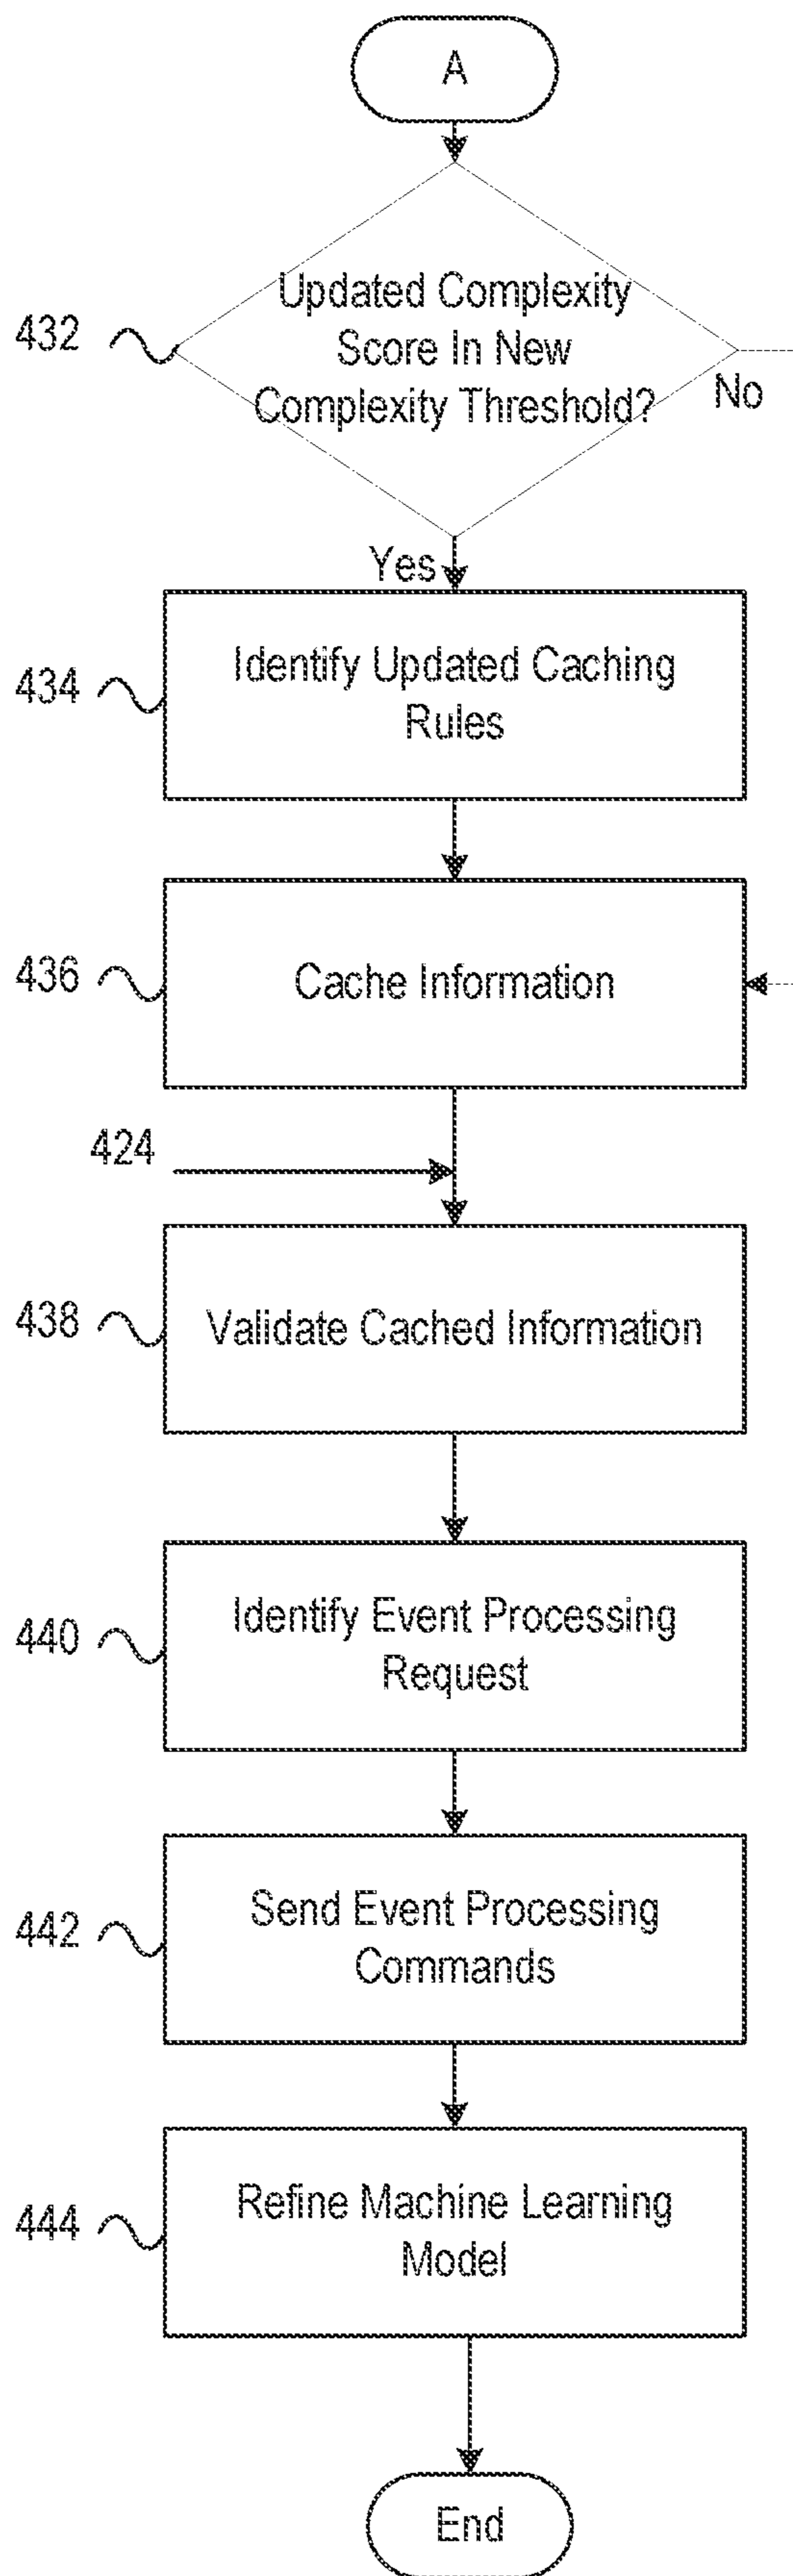 A
432
Updated Complexity
Score In New
Complexity Threshold?
No
Yes
434
Identify Updated Caching
Rules
436
Cache Information
424
438
Validate Cached Information
440
Identify Event Processing
Request
442
Send Event Processing
Commands
444
Refine Machine Learning
Model
End